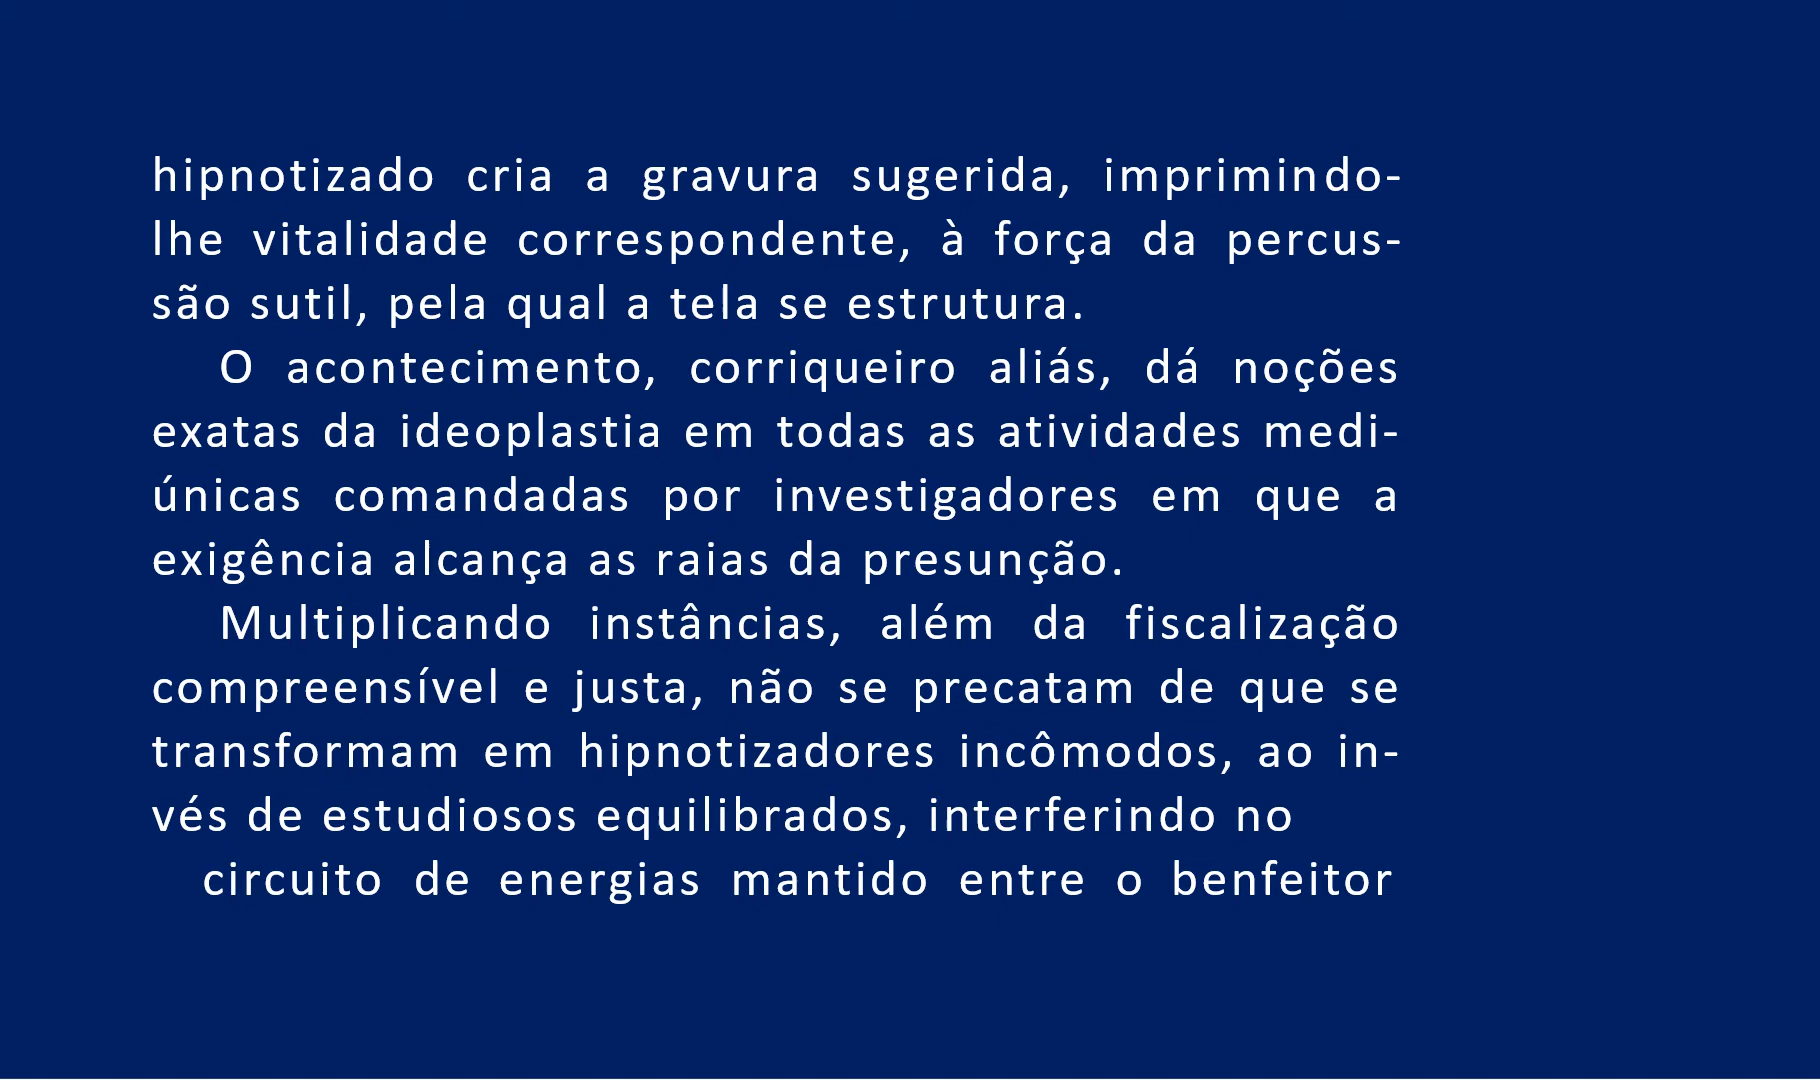 hipnotizado cria a gravura sugerida, imprimindo-
lhe vitalidade correspondente, à força da percus-
são sutil, pela qual a tela se estrutura.
O acontecimento, corriqueiro aliás, dá noções
exatas da ideoplastia em todas as atividades medi-
únicas comandadas por investigadores em que a
exigência alcança as raias da presunção.
Multiplicando instâncias, além da fiscalização
compreensível e justa, não se precatam de que se
transformam em hipnotizadores incômodos, ao in-
vés de estudiosos equilibrados, interferindo no
circuito de energias mantido entre o benfeitor